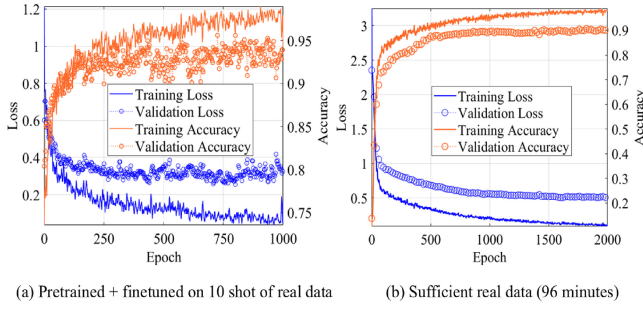 1.2
1
0.8
0.6
0.4
0.2
0.95
0.9
0.85
0.8
0.75
Loss
Accuracy
Training Loss
Validation Loss
Training Accuracy
Validation Accuracy
0 250 500 750 1000
Epoch
(a) Pretrained + finetuned on 10 shot of real data
3
2.5
2
1.5
1
0.5
0.9
0.8
0.7
0.6
0.5
0.4
0.3
0.2
Loss
Accuracy
Training Loss
Validation Loss
Training Accuracy
Validation Accuracy
0 500 1000 1500 2000
Epoch
(b) Sufficient real data (96 minutes)